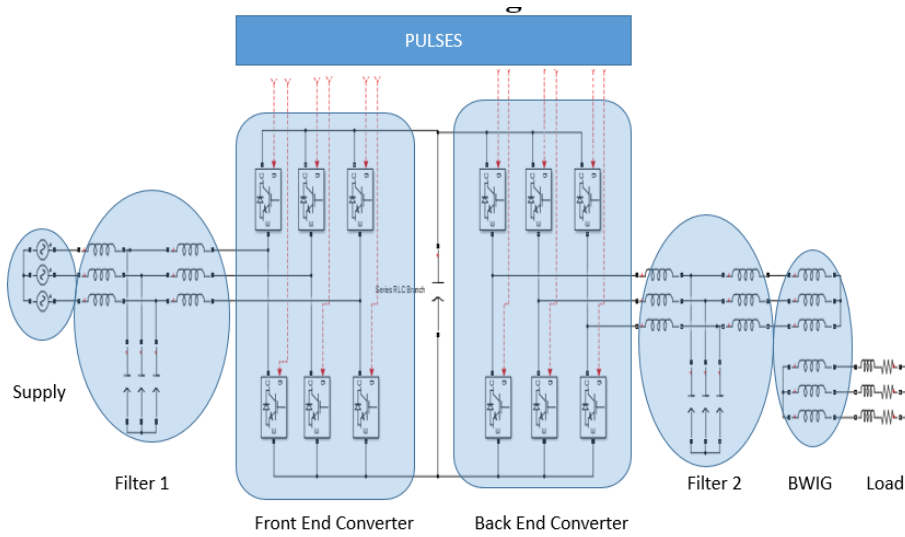 PULSES
Series RLC Branch
Supply
Filter 1
Front End Converter
Back End Converter
Filter 2
BWIG
Load